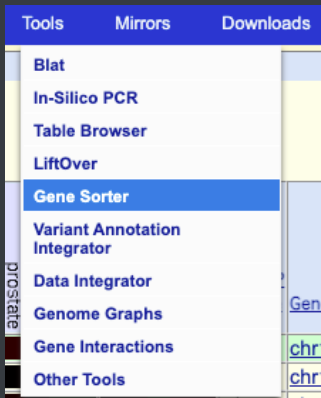 Tools Mirrors Downloads
Blat
In-Silico PCR
Table Browser
LiftOver
Gene Sorter
Variant Annotation
Integrator
Data Integrator
Genome Graphs
Gene Interactions
Other Tools
prostate
Gen
chr
chr